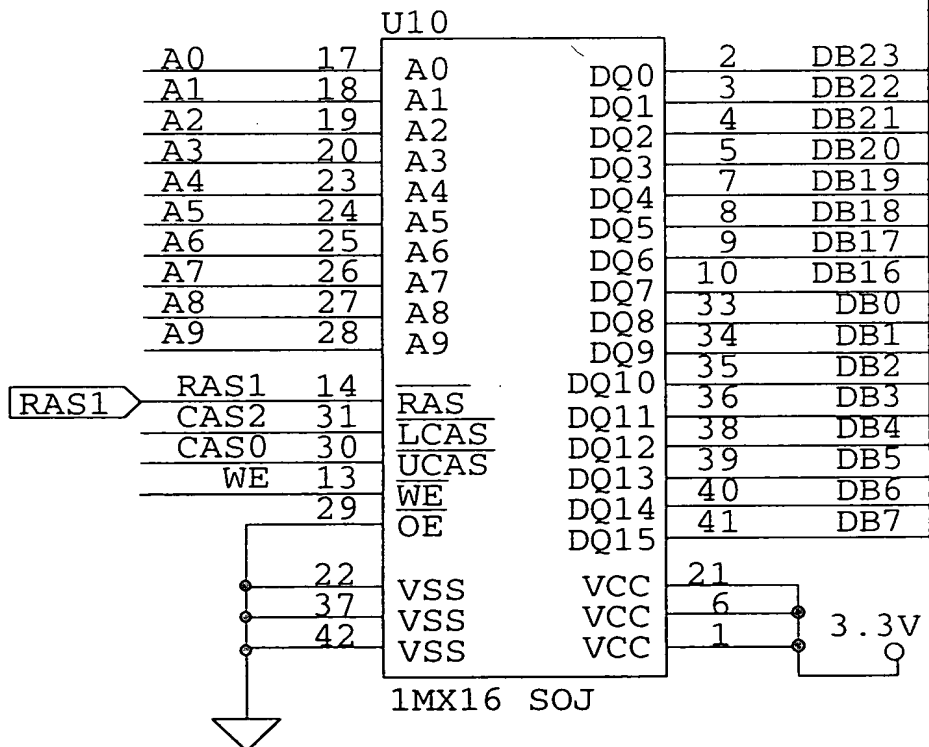 U10
A0 17 A0 DQ0 2 DB23
A1 18 A1 DQ1 3 DB22
A2 19 A2 DQ2 4 DB21
A3 20 A3 DQ3 5 DB20
A4 23 A4 DQ4 7 DB19
A5 24 A5 DQ5 8 DB18
A6 25 A6 DQ6 9 DB17
A7 26 A7 DQ7 10 DB16
A8 27 A8 DQ8 33 DB0
A9 28 A9 DQ9 34 DB1
RAS1 RAS1 14 RAS DQ10 35 DB2
CAS2 31 LCAS DQ11 36 DB3
CAS0 30 UCAS DQ12 38 DB4
WE 13 WE DQ13 39 DB5
29 OE DQ14 40 DB6
DQ15 41 DB7
22 VSS VCC 21
37 VSS VCC 6
42 VSS VCC 1 3.3V
1MX16 SOJ